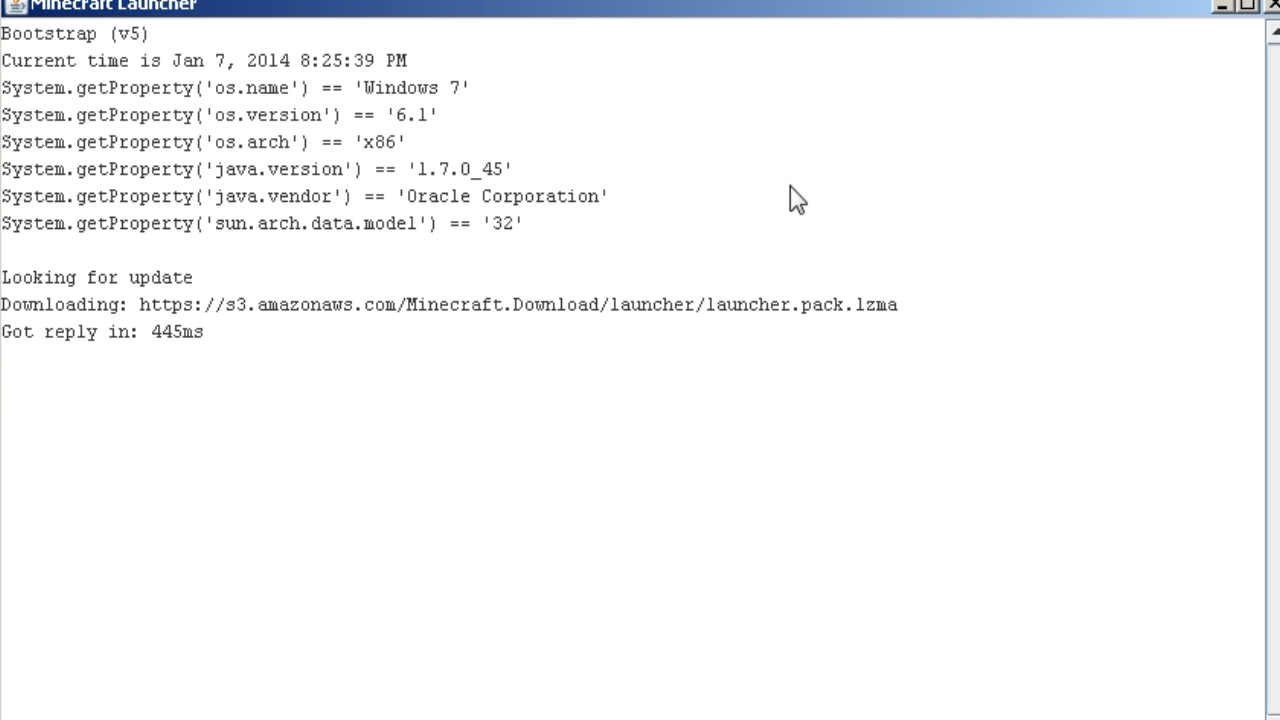 Minecraft Launcher
Bootstrap (v5)
Current time is Jan 7, 2014 8:25:39 PM
System.getProperty('os.name') == 'Windows 7'
System.getProperty('os.version') == '6.1'
System.getProperty('os.arch') == 'x86'
System.getProperty('java.version') == '1.7.0_45'
System.getProperty('java.vendor') == 'Oracle Corporation'
System.getProperty('sun.arch.data.model') == '32'
Looking for update
Downloading: https://s3.amazonaws.com/Minecraft.Download/launcher/launcher.pack.lzma
Got reply in: 445ms